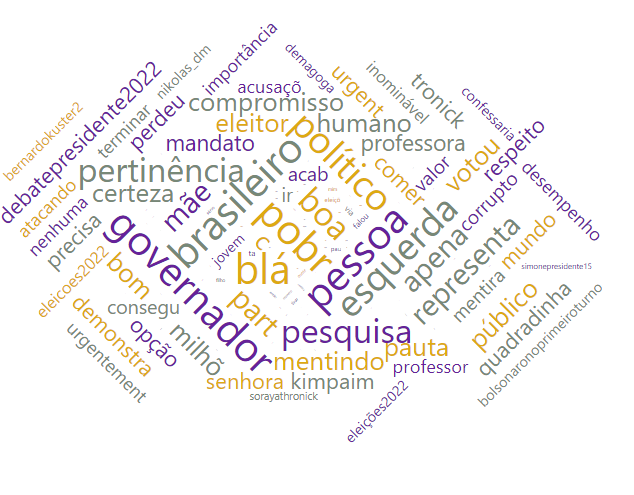 importância
nikolas_dm
demagoga
debatepresidente2022
acusaçõ
urgent
inominável
tronick
bernardokuster2
terminar
perdeu
compromisso
confessaria
eleitor
político
humano
mandato
professora
votou
respeito
atacando
nenhuma
pertinência
brasileiro
acab
comer
valor
desempenho
certeza
mãe
ir
boa
corrupto
precisa
governador
jovem
c
pobr
pessoa
esquerda
apena
representa
mundo
vai
falou
eleicoes2022
bom
ta
blá
pau
simonepresidente15
consegu
part
mentira
público
quadradinha
demonstra
opção
milhõ
pesquisa
bolsonaronoprimeiroturno
urgentement
mentindo
pauta
professor
senhora
kimpaim
sorayathronick
eleições2022